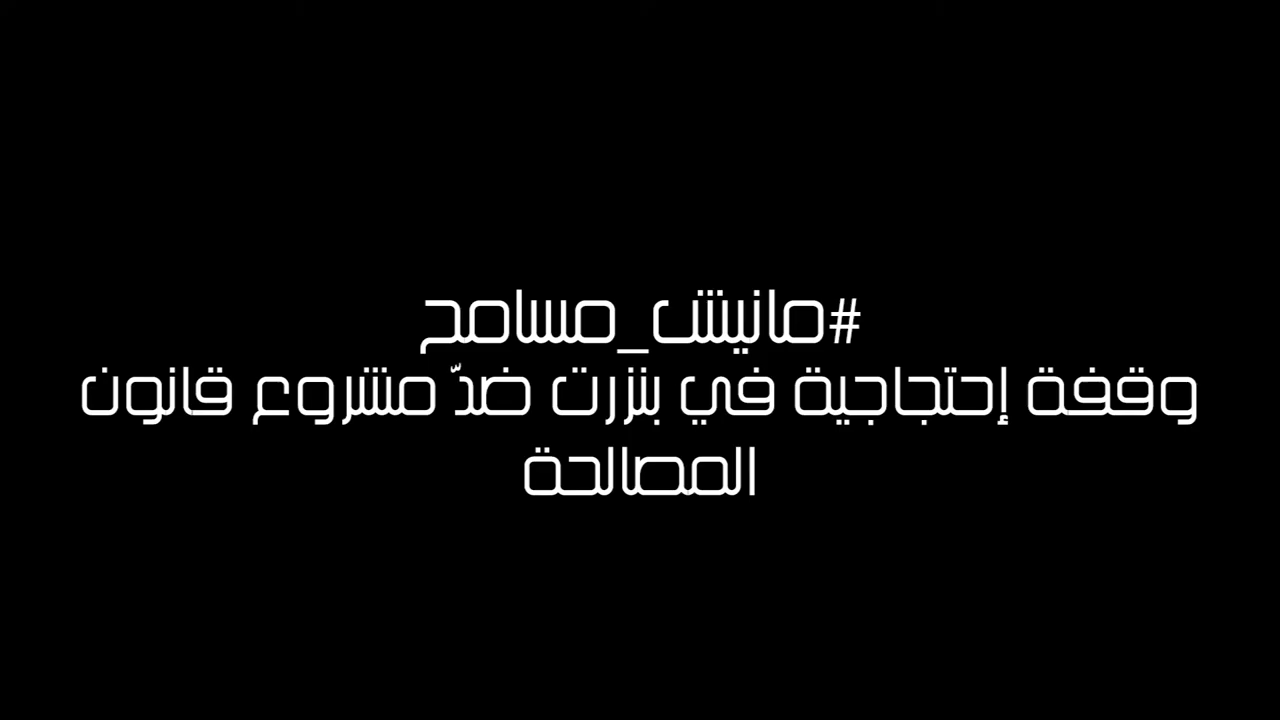 #مانيش_مسامح
وقفة إحتجاجية في بنزرت ضدّ مشروع قانون
المصالحة